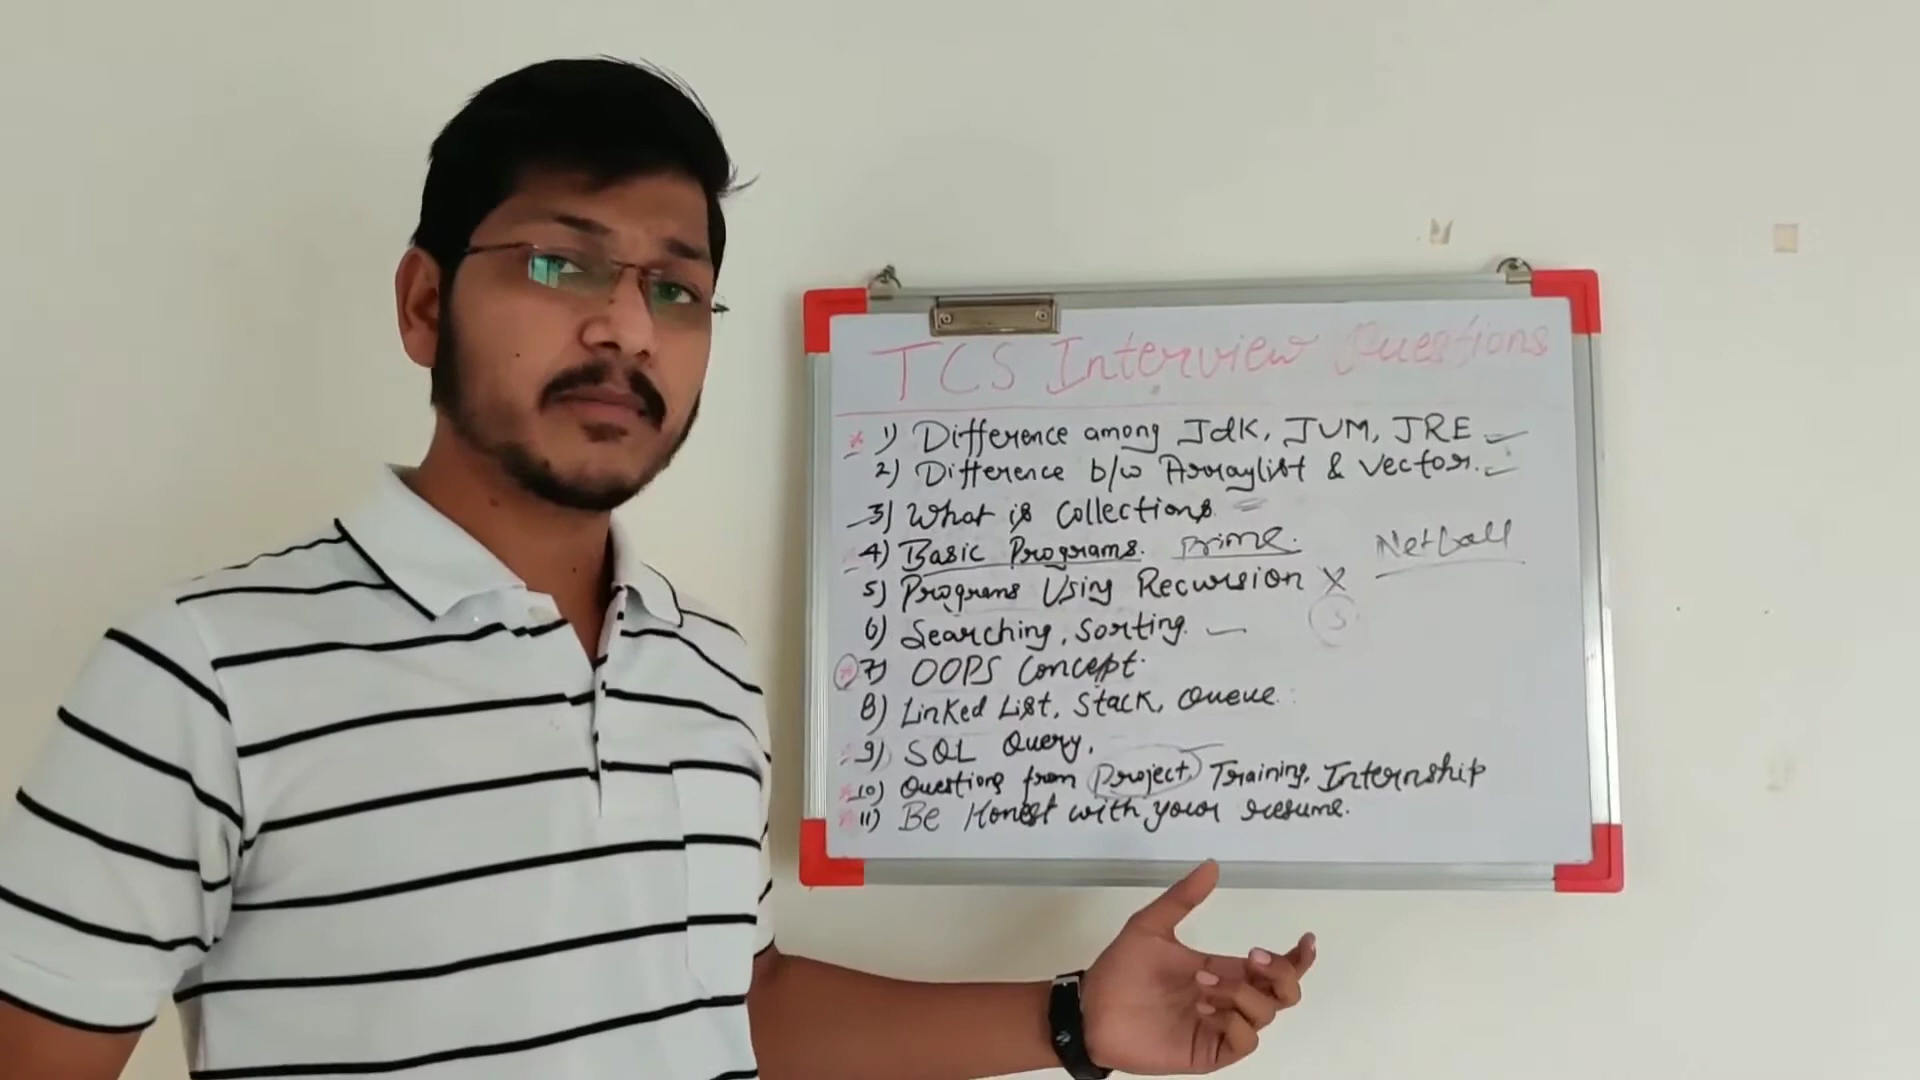 TCS Interview Questions
1) Difference among JdK, JVM, JRE
2) Difference b/w Arraylist & Vector.
3) What is Collections
4) Basic Programs. Prime.
Netball
5) Programs Using Recursion X
6) Searching, Sorting.
7) OOPS Concept.
8) Linked List, Stack, Queue.
9) SQL Query.
10) Questions from Project, Training, Internship
11) Be Honest with your resume.